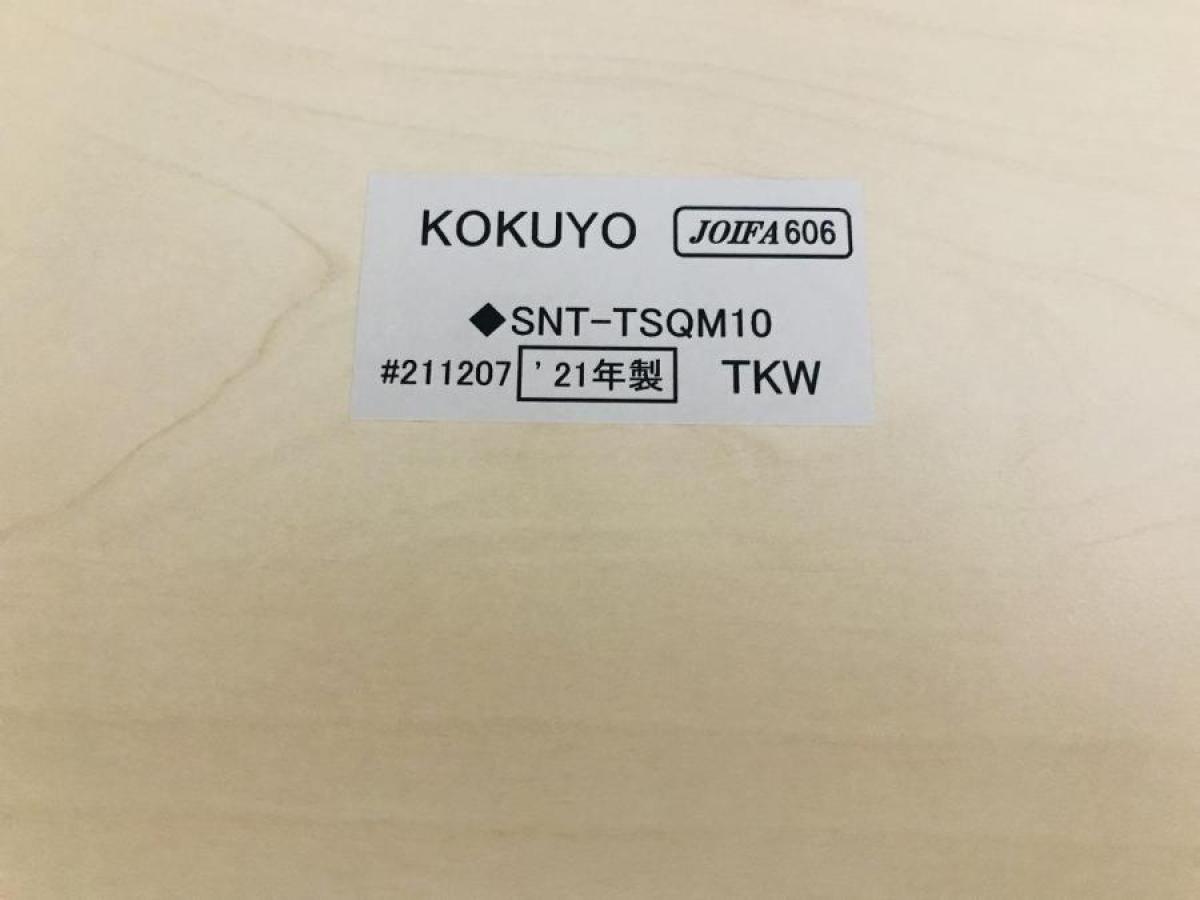 KOKUYO JOIFA606
◆SNT-TSQM10
#211207 '21年製 TKW